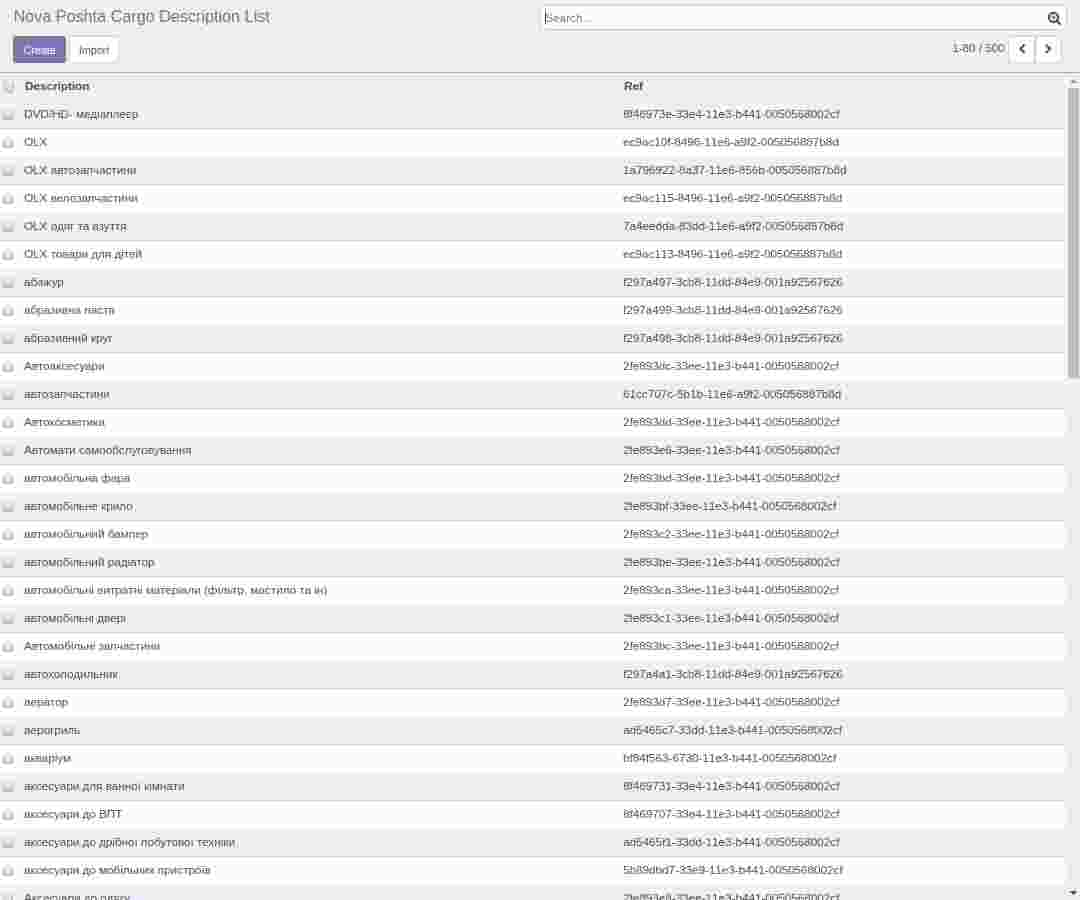 Nova Poshta Cargo Description List
Search...
Create Import
1-80 / 500
Description Ref
DVD/HD- медіаплеєр 8f46973e-33e4-11e3-b441-0050568002cf
OLX ec9ac10f-8496-11e6-a9f2-005056887b8d
OLX автозапчастини 1a796922-8a37-11e6-856b-005056887b8d
OLX велозапчастини ec9ac115-8496-11e6-a9f2-005056887b8d
OLX одяг та взуття 7a4eedda-83dd-11e6-a9f2-005056887b8d
OLX товари для дітей ec9ac113-8496-11e6-a9f2-005056887b8d
абажур f297a497-3cb8-11dd-84e9-001a92567626
абразивна паста f297a499-3cb8-11dd-84e9-001a92567626
абразивний круг f297a498-3cb8-11dd-84e9-001a92567626
Автоаксесуари 2fe893dc-33ee-11e3-b441-0050568002cf
автозапчастини 61cc707c-5b1b-11e6-a9f2-005056887b8d
Автокосметика 2fe893dd-33ee-11e3-b441-0050568002cf
Автомати самообслуговування 2fe893e6-33ee-11e3-b441-0050568002cf
автомобільна фара 2fe893bd-33ee-11e3-b441-0050568002cf
автомобільне крило 2fe893bf-33ee-11e3-b441-0050568002cf
автомобільний бампер 2fe893c2-33ee-11e3-b441-0050568002cf
автомобільний радіатор 2fe893be-33ee-11e3-b441-0050568002cf
автомобільні витратні матеріали (фільтр, мастило та ін) 2fe893ca-33ee-11e3-b441-0050568002cf
автомобільні двері 2fe893c1-33ee-11e3-b441-0050568002cf
Автомобільні запчастини 2fe893bc-33ee-11e3-b441-0050568002cf
автохолодильник f297a4a1-3cb8-11dd-84e9-001a92567626
аератор 2fe893d7-33ee-11e3-b441-0050568002cf
аерогриль ad5465c7-33dd-11e3-b441-0050568002cf
акваріум bf94f563-6730-11e3-b441-0050568002cf
аксесуари для ванної кімнати 8f469731-33e4-11e3-b441-0050568002cf
аксесуари до ВПТ 8f469707-33e4-11e3-b441-0050568002cf
аксесуари до дрібної побутової техніки ad5465f1-33dd-11e3-b441-0050568002cf
аксесуари до мобільних пристроїв 5b89dbd7-33e9-11e3-b441-0050568002cf
Аксесуари до одягу 2fe893e8-33ee-11e3-b441-0050568002cf